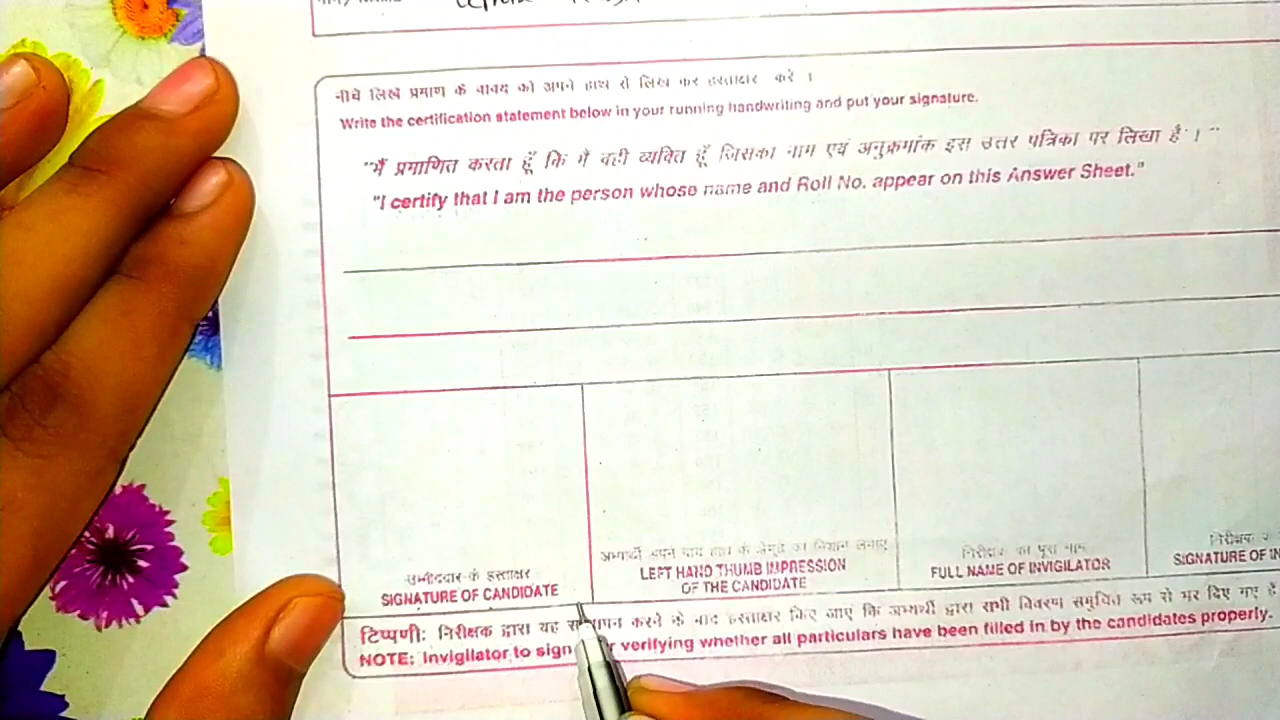 नीचे लिखे प्रमाण के वाक्य को अपने हाथ से लिख कर हस्ताक्षर करें ।
Write the certification statement below in your running handwriting and put your signature.
"मैं प्रमाणित करता हूँ कि मैं वही व्यक्ति हूँ जिसका नाम एवं अनुक्रमांक इस उत्तर पत्रिका पर लिखा है । "
"I certify that I am the person whose name and Roll No. appear on this Answer Sheet."
उम्मीदवार के हस्ताक्षर
SIGNATURE OF CANDIDATE
अभ्यर्थी अपने हाथ के अंगूठे का निशान लगाए
LEFT HAND THUMB IMPRESSION
OF THE CANDIDATE
निरीक्षक का पूरा नाम
FULL NAME OF INVIGILATOR
निरीक्षक
SIGNATURE OF IN
टिप्पणी: निरीक्षक द्वारा यह करने के बाद हस्ताक्षर किए जाएं कि अभ्यर्थी द्वारा सभी विवरण समुचित रूप से भर दिए गए हैं
NOTE: Invigilator to sign verifying whether all particulars have been filled in by the candidates properly.